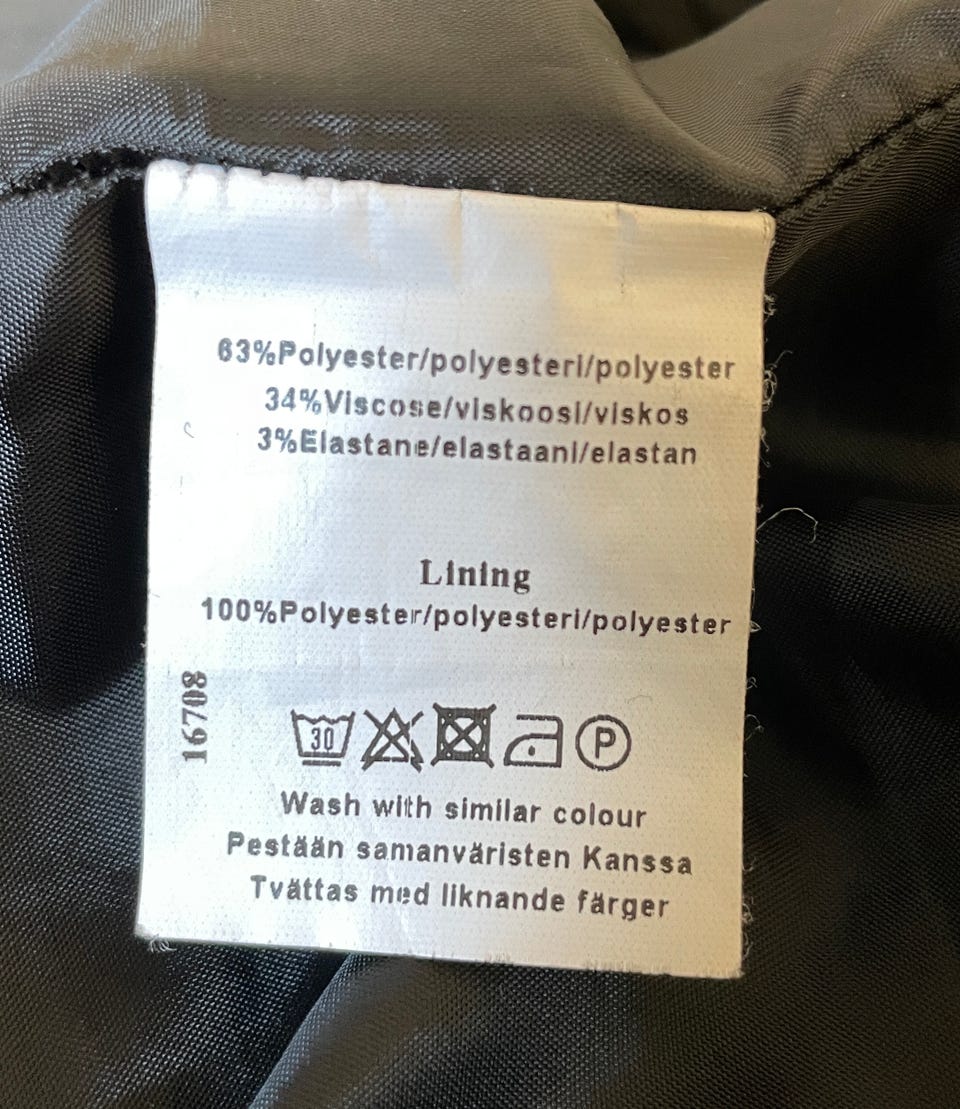 63%Polyester/polyesteri/polyester
34%Viscose/viskoosi/viskos
3%Elastane/elastaani/elastan
Lining
100%Polyester/polyesteri/polyester
16708
30 P
Wash with similar colour
Pestään samanväristen Kanssa
Tvättas med liknande färger